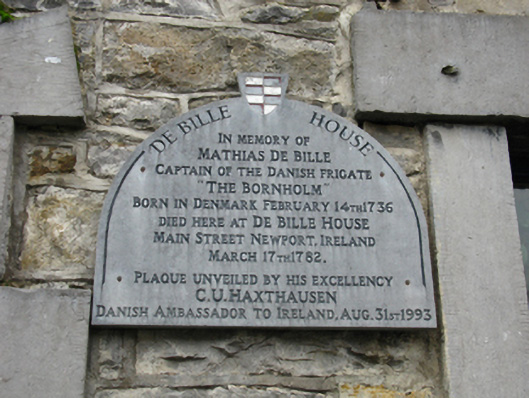 DE BILLE HOUSE
IN MEMORY OF
MATHIAS DE BILLE
CAPTAIN OF THE DANISH FRIGATE
"THE BORNHOLM"
BORN IN DENMARK FEBRUARY 14TH 1736
DIED HERE AT DE BILLE HOUSE
MAIN STREET NEWPORT, IRELAND
MARCH 17TH 1782.
PLAQUE UNVEILED BY HIS EXCELLENCY
C.U. HAXTHAUSEN
DANISH AMBASSADOR TO IRELAND, AUG. 31ST 1993